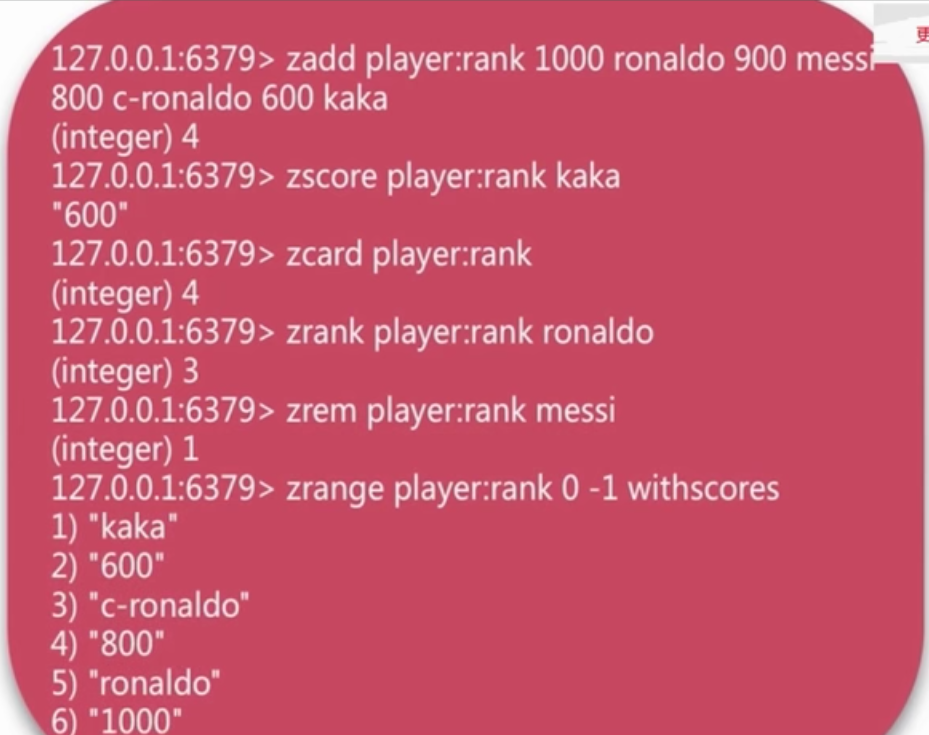 127.0.0.1:6379> zadd player:rank 1000 ronaldo 900 messi
800 c-ronaldo 600 kaka
(integer) 4
127.0.0.1:6379> zscore player:rank kaka
"600"
127.0.0.1:6379> zcard player:rank
(integer) 4
127.0.0.1:6379> zrank player:rank ronaldo
(integer) 3
127.0.0.1:6379> zrem player:rank messi
(integer) 1
127.0.0.1:6379> zrange player:rank 0 -1 withscores
1) "kaka"
2) "600"
3) "c-ronaldo"
4) "800"
5) "ronaldo"
6) "1000"